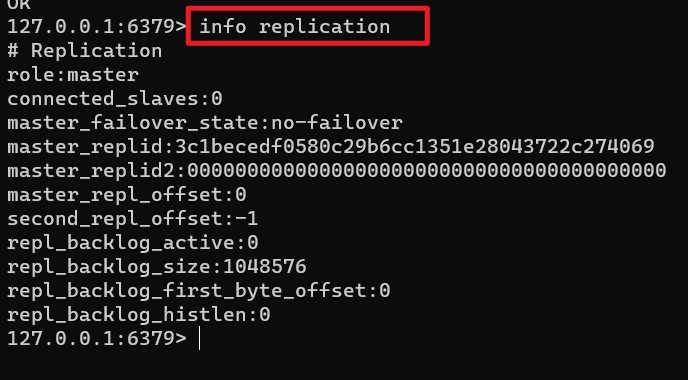 OK
127.0.0.1:6379> info replication
# Replication
role:master
connected_slaves:0
master_failover_state:no-failover
master_replid:3c1becedf0580c29b6cc1351e28043722c274069
master_replid2:0000000000000000000000000000000000000000
master_repl_offset:0
second_repl_offset:-1
repl_backlog_active:0
repl_backlog_size:1048576
repl_backlog_first_byte_offset:0
repl_backlog_histlen:0
127.0.0.1:6379>